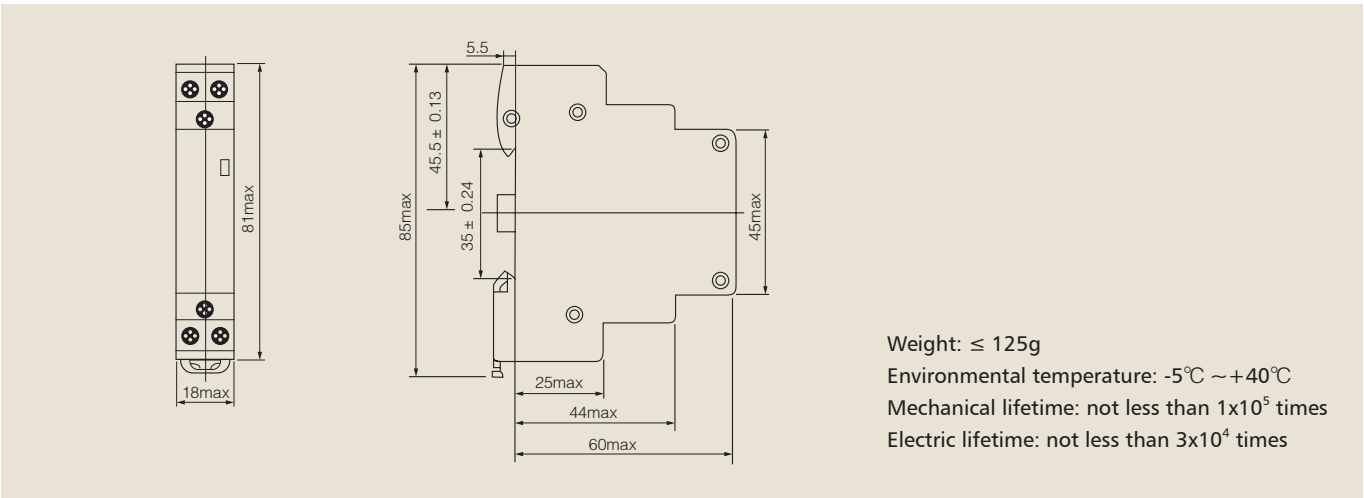 5.5
45.5 ± 0.13
81max
85max
35 ± 0.24
45max
18max
25max
44max
60max
Weight: ≤ 125g
Environmental temperature: -5℃ ~+40℃
Mechanical lifetime: not less than 1x10⁵ times
Electric lifetime: not less than 3x10⁴ times